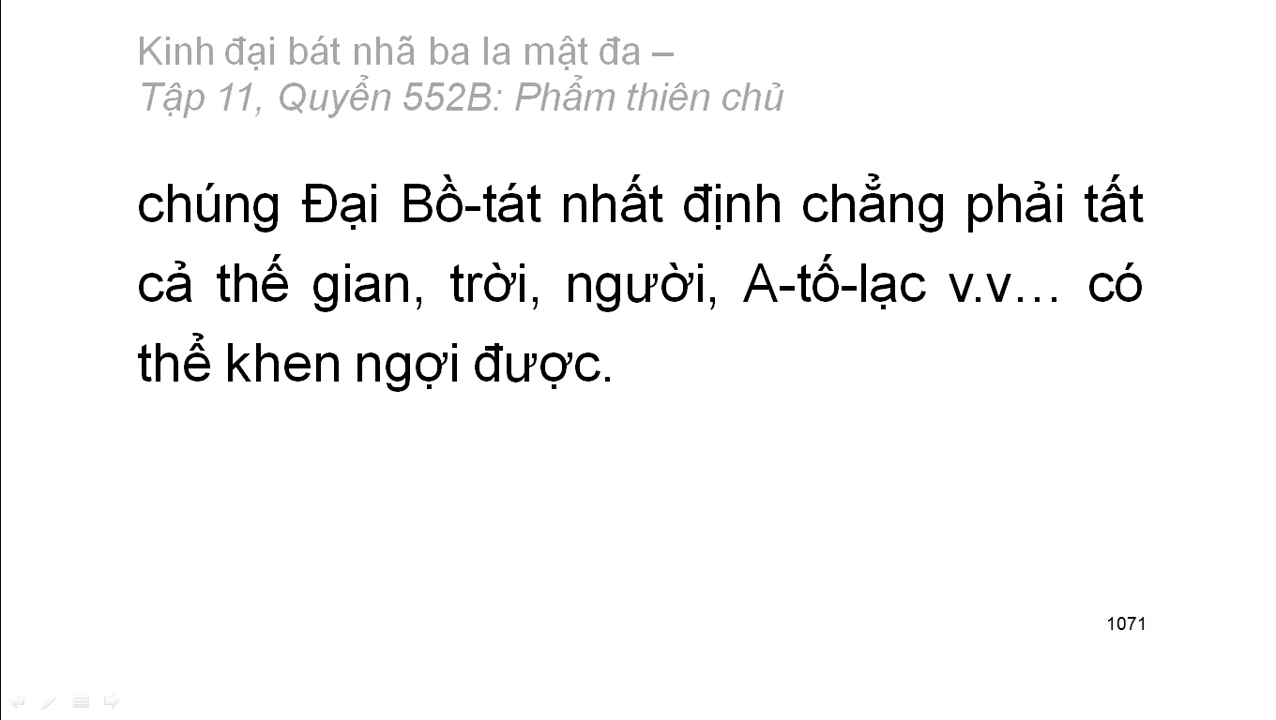 Kinh đại bát nhã ba la mật đa –
Tập 11, Quyển 552B: Phẩm thiên chủ
chúng Đại Bồ-tát nhất định chẳng phải tất
cả thế gian, trời, người, A-tố-lạc v.v… có
thể khen ngợi được.
1071